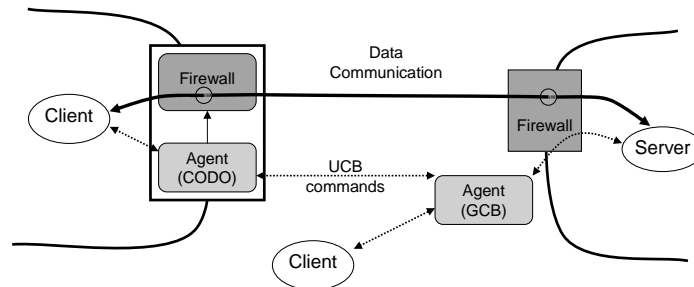 Data
Communication
Firewall
Client
Firewall
Agent
(CODO)
UCB
commands
Server
Agent
(GCB)
Client